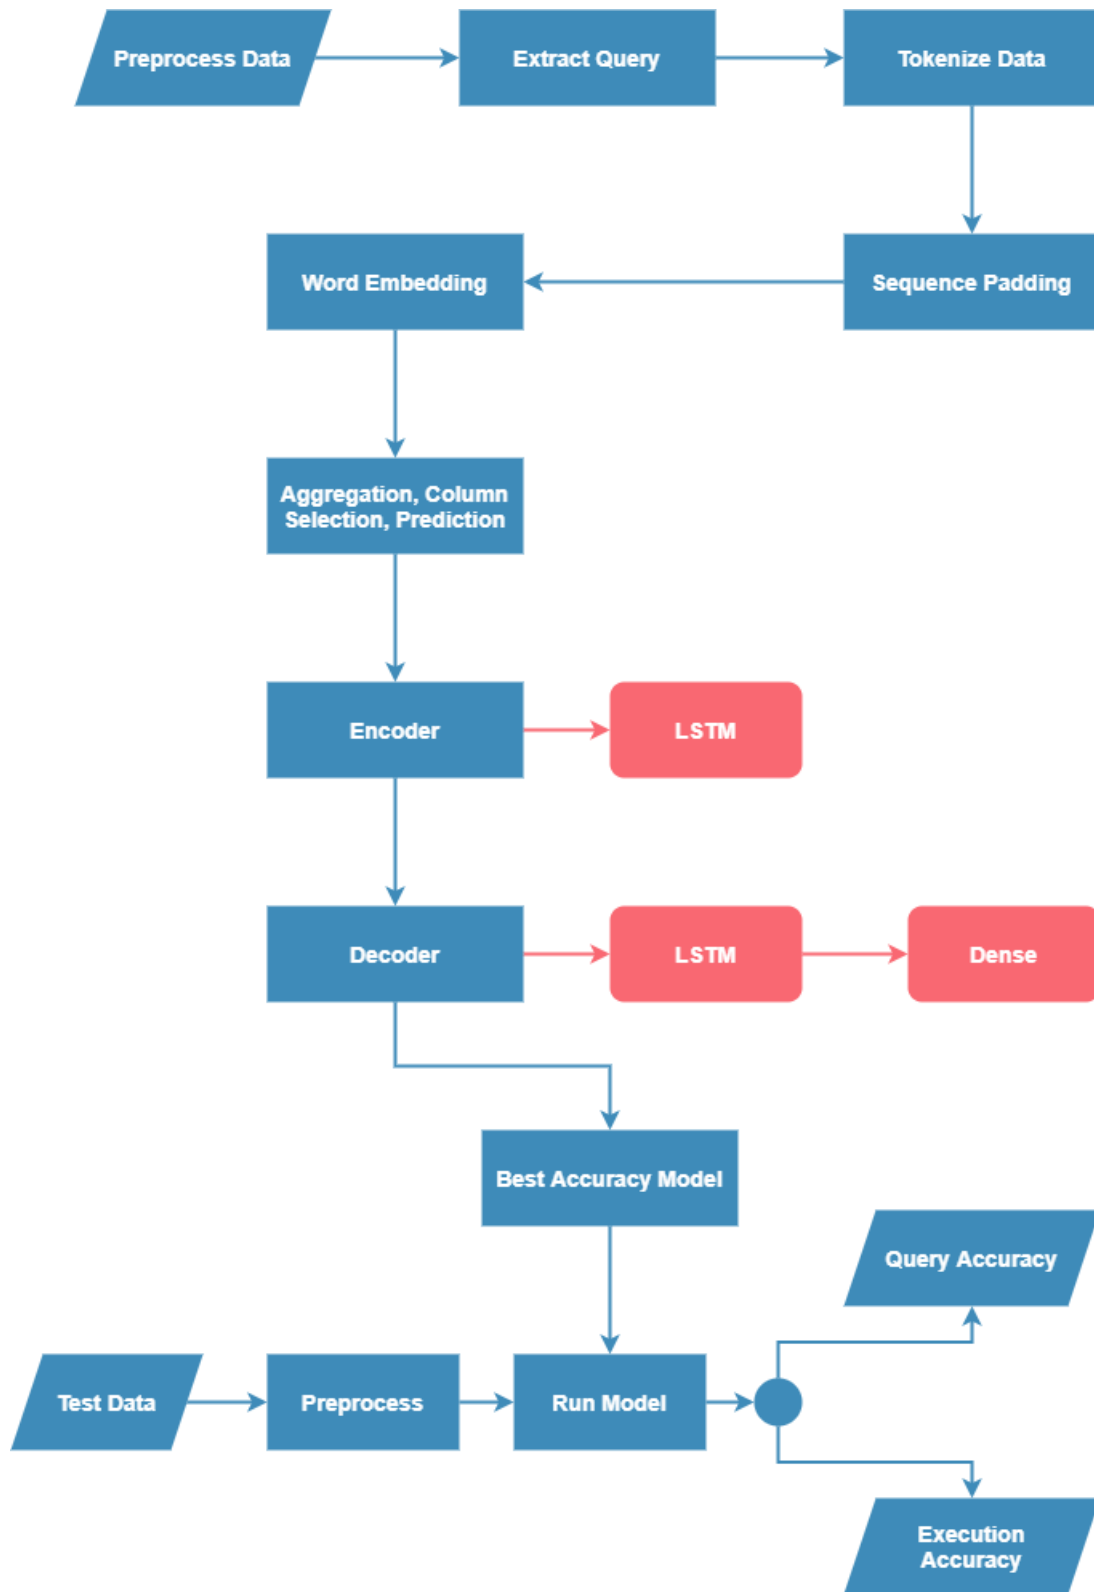 Preprocess Data
Extract Query
Tokenize Data
Word Embedding
Sequence Padding
Aggregation, Column
Selection, Prediction
Encoder
LSTM
Decoder
LSTM
Dense
Best Accuracy Model
Query Accuracy
Test Data
Preprocess
Run Model
Execution
Accuracy